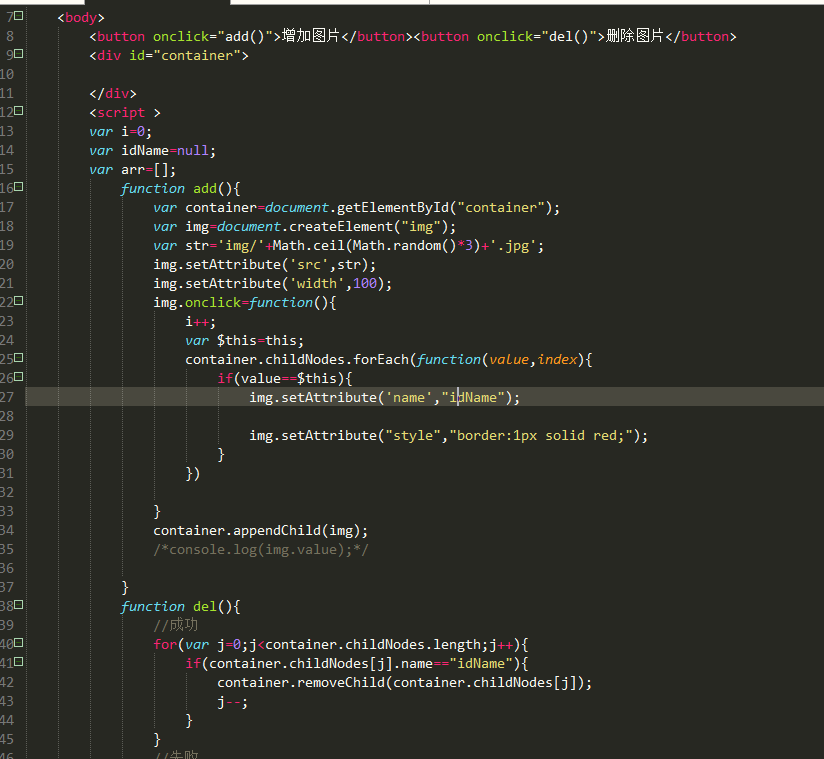 7 <body>
8 <button onclick="add()">增加图片</button><button onclick="del()">删除图片</button>
9 <div id="container">
10
11 </div>
12 <script >
13 var i=0;
14 var idName=null;
15 var arr=[];
16 function add(){
17 var container=document.getElementById("container");
18 var img=document.createElement("img");
19 var str='img/'+Math.ceil(Math.random()*3)+'.jpg';
20 img.setAttribute('src',str);
21 img.setAttribute('width',100);
22 img.onclick=function(){
23 i++;
24 var $this=this;
25 container.childNodes.forEach(function(value,index){
26 if(value==$this){
27 img.setAttribute('name',"idName");
28
29 img.setAttribute("style","border:1px solid red;");
30 }
31 })
32
33 }
34 container.appendChild(img);
35 /*console.log(img.value);*/
36
37 }
38 function del(){
39 //成功
40 for(var j=0;j<container.childNodes.length;j++){
41 if(container.childNodes[j].name=="idName"){
42 container.removeChild(container.childNodes[j]);
43 j--;
44 }
45 }
46 //失败